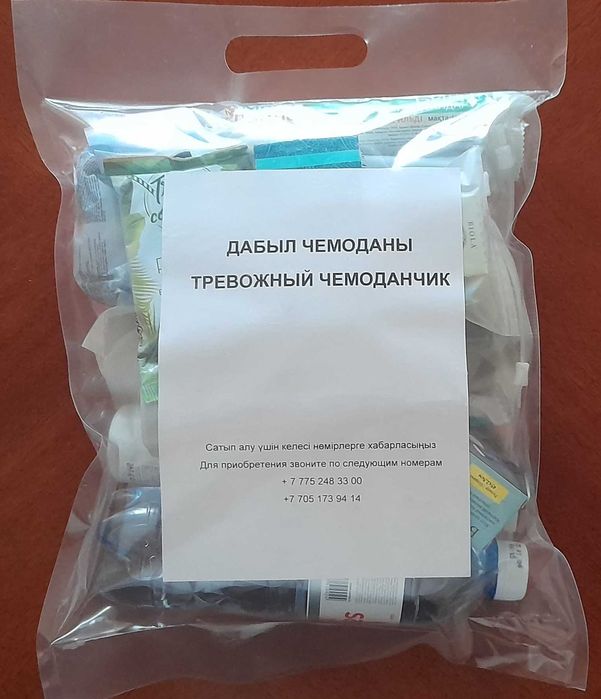 ДАБЫЛ ЧЕМОДАНЫ
ТРЕВОЖНЫЙ ЧЕМОДАНЧИК
BIOLA
Сатып алу үшін келесі нөмірлерге хабарласыңыз
Для приобретения звоните по следующим номерам
+ 7 775 248 33 00
+7 705 173 94 14